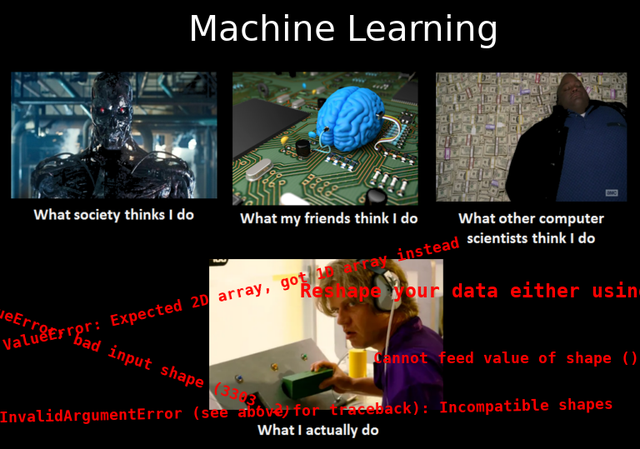 Machine Learning
What society thinks I do
What my friends think I do
What other computer
scientists think I do
amc
ValueError: Expected 2D array, got 1D array instead
Reshape your data either usin
ueError: bad input shape (3303
Cannot feed value of shape ()
InvalidArgumentError (see above for traceback): Incompatible shapes
What I actually do